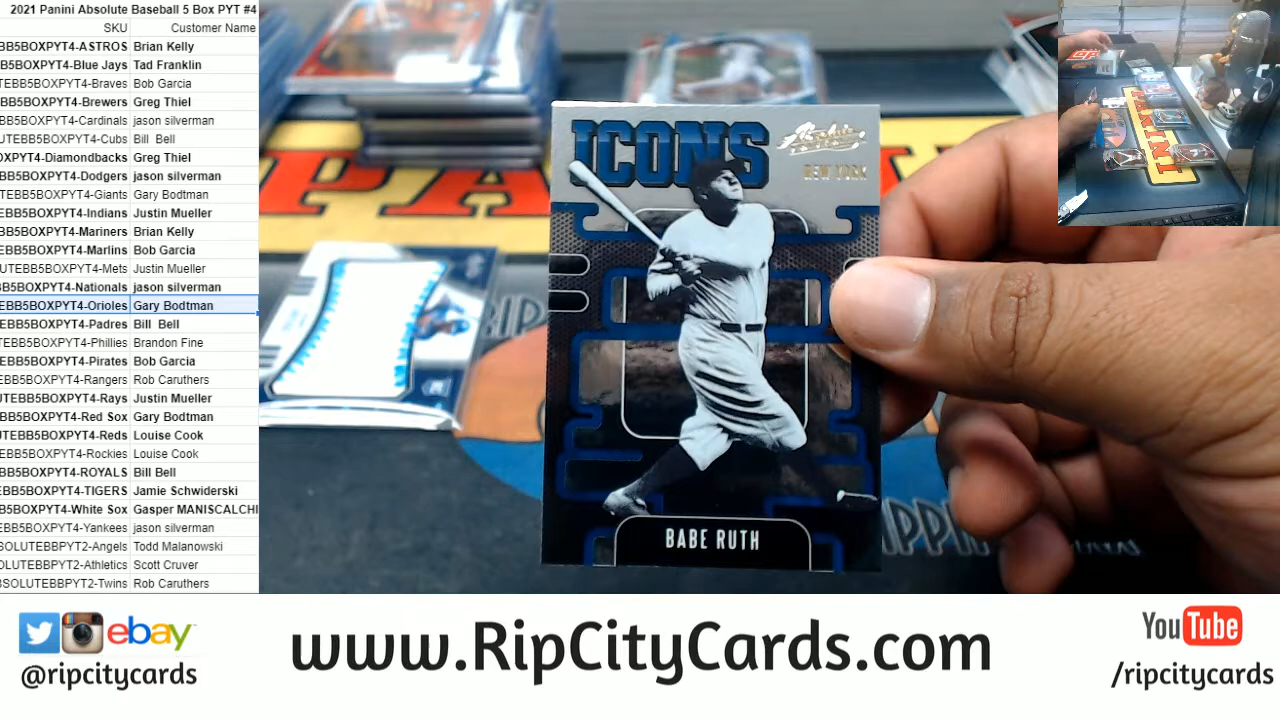 2021 Panini Absolute Baseball 5 Box PYT #4
SKU Customer Name
BB5BOXPYT4-ASTROS Brian Kelly
B5BOXPYT4-Blue Jays Tad Franklin
UTEBB5BOXPYT4-Braves Bob Garcia
EBB5BOXPYT4-Brewers Greg Thiel
BB5BOXPYT4-Cardinals jason silverman
UTEBB5BOXPYT4-Cubs Bill Bell
OXPYT4-Diamondbacks Greg Thiel
BB5BOXPYT4-Dodgers jason silverman
UTEBB5BOXPYT4-Giants Gary Bodtman
EBB5BOXPYT4-Indians Justin Mueller
EBB5BOXPYT4-Mariners Brian Kelly
EBB5BOXPYT4-Marlins Bob Garcia
UTEBB5BOXPYT4-Mets Justin Mueller
BB5BOXPYT4-Nationals jason silverman
EBB5BOXPYT4-Orioles Gary Bodtman
EBB5BOXPYT4-Padres Bill Bell
EBB5BOXPYT4-Phillies Brandon Fine
EBB5BOXPYT4-Pirates Bob Garcia
EBB5BOXPYT4-Rangers Rob Caruthers
UTEBB5BOXPYT4-Rays Justin Mueller
EBB5BOXPYT4-Red Sox Gary Bodtman
UTEBB5BOXPYT4-Reds Louise Cook
EBB5BOXPYT4-Rockies Louise Cook
BB5BOXPYT4-ROYALS Bill Bell
EBB5BOXPYT4-TIGERS Jamie Schwiderski
B5BOXPYT4-White Sox Gasper MANISCALCHI
EBB5BOXPYT4-Yankees jason silverman
SOLUTEBBPYT2-Angels Todd Malanowski
OLUTEBBPYT2-Athletics Scott Cruver
BSOLUTEBBPYT2-Twins Rob Caruthers
ICONS
Absolute
NEW YORK
BABE RUTH
PANINI
ebay
@ripcitycards
www.RipCityCards.com
YouTube
/ripcitycards